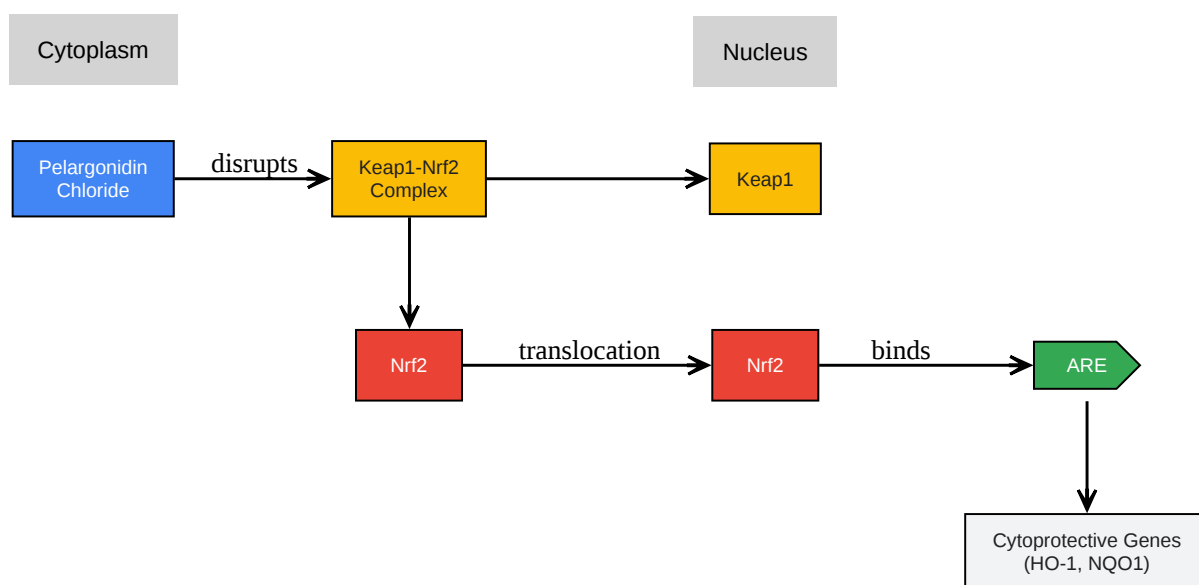 Cytoplasm
Nucleus
Pelargonidin
Chloride
disrupts
Keap1-Nrf2
Complex
Keap1
Nrf2
translocation
Nrf2
binds
ARE
Cytoprotective Genes
(HO-1, NQO1)